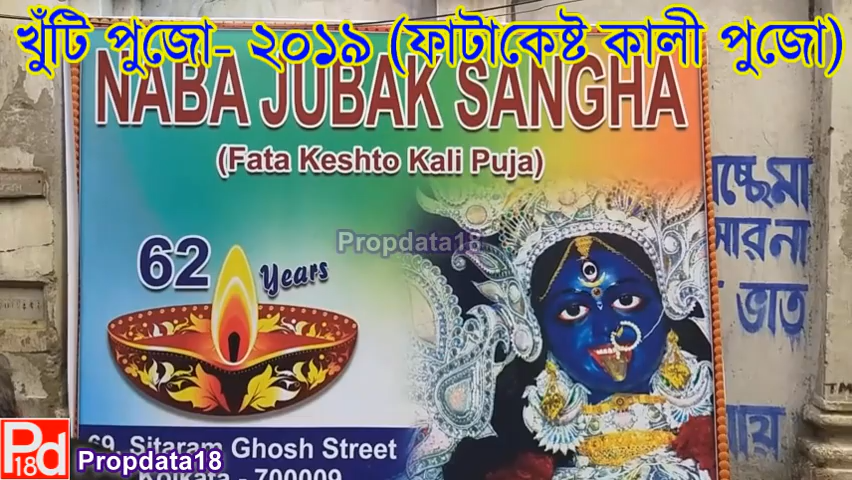 খুঁটি পুজো- ২০১৯ (ফাটাকেষ্ট কালী পুজো)
NABA JUBAK SANGHA
(Fata Keshto Kali Puja)
Propdata18
62 Years
69, Sitaram Ghosh Street
Kolkata - 700009
মা
না
ভাত
Pd
18
Propdata18